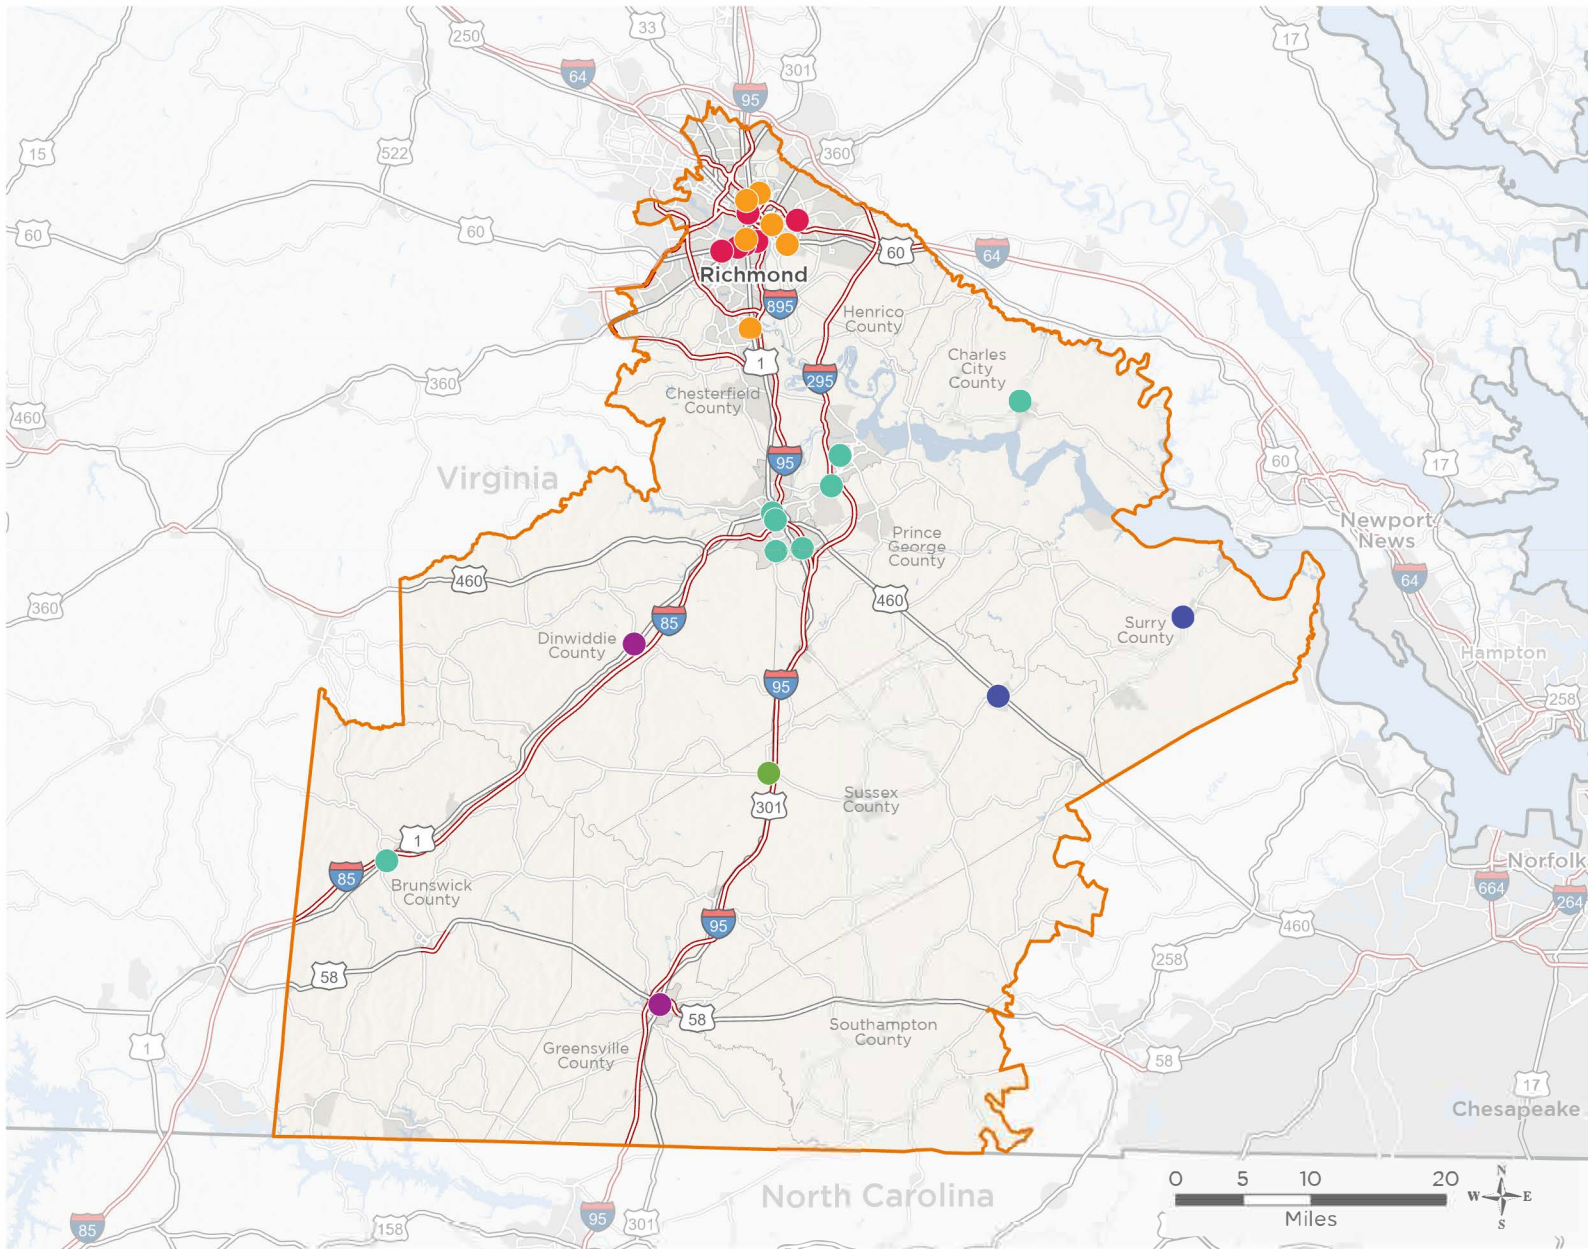 17
33
250
301
64
95
360
15
522
60
60
60
64
Richmond
895
Henrico
County
1
Charles
City
County
295
360
Chesterfield
County
460
95
60
17
Virginia
Newport
News
Prince
George
County
64
460
460
360
85
Surry
County
Dinwiddie
County
Hampton
95
258
Sussex
County
301
1
Norfolk
85
Brunswick
County
664
264
95
460
258
58
58
Southampton
County
Greensville
County
1
58
17
Chesapeake
0 5 10 20
Miles
N
W E
S
North Carolina
95
301
158
85